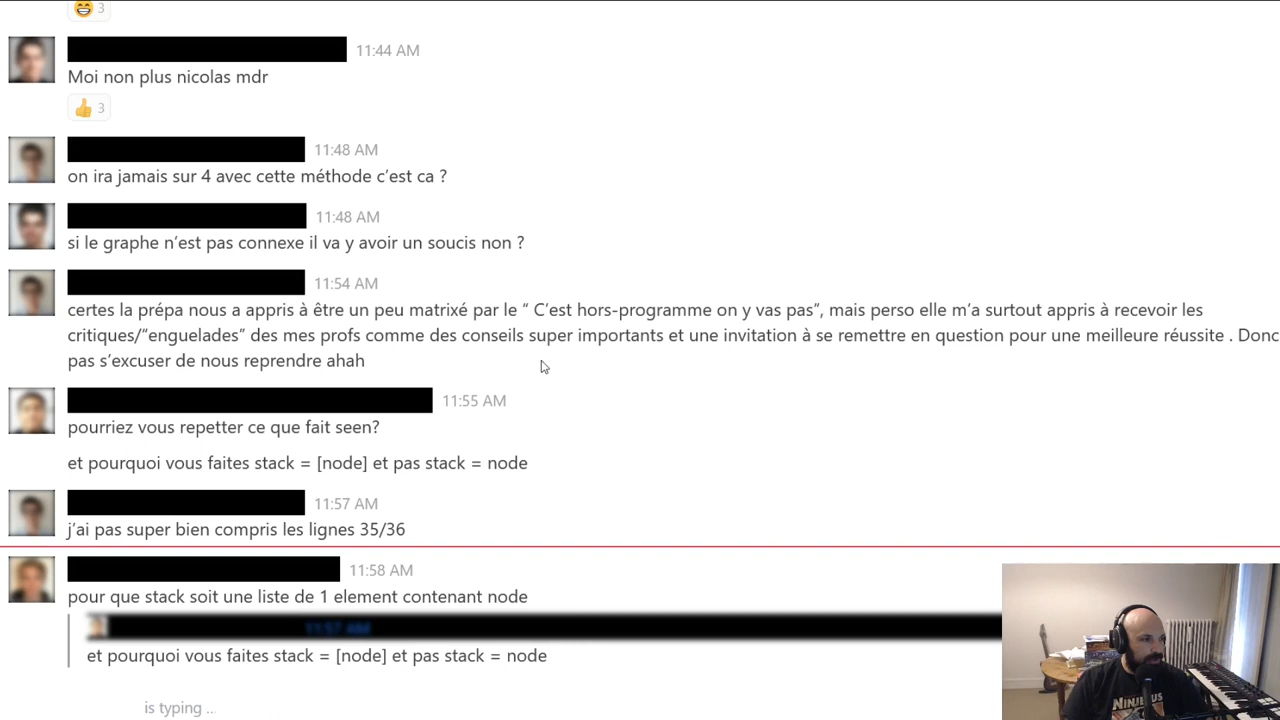 3
11:44 AM
Moi non plus nicolas mdr
3
11:48 AM
on ira jamais sur 4 avec cette méthode c’est ca ?
11:48 AM
si le graphe n’est pas connexe il va y avoir un soucis non ?
11:54 AM
certes la prépa nous a appris à être un peu matrixé par le “ C’est hors-programme on y vas pas”, mais perso elle m’a surtout appris à recevoir les
critiques/“enguelades” des mes profs comme des conseils super importants et une invitation à se remettre en question pour une meilleure réussite . Donc
pas s’excuser de nous reprendre ahah
11:55 AM
pourriez vous repetter ce que fait seen?
et pourquoi vous faites stack = [node] et pas stack = node
11:57 AM
j’ai pas super bien compris les lignes 35/36
11:58 AM
pour que stack soit une liste de 1 element contenant node
11:57 AM
et pourquoi vous faites stack = [node] et pas stack = node
is typing ...